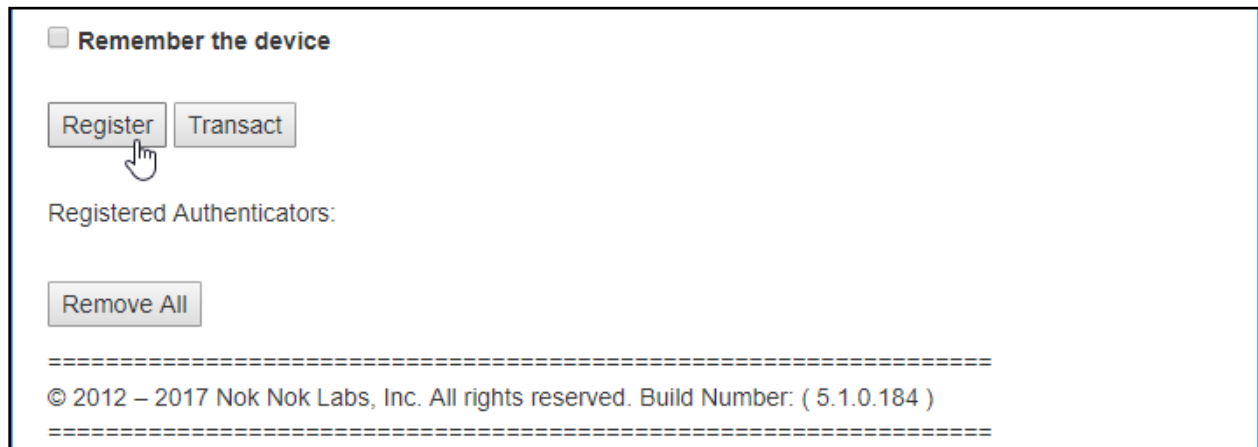 Remember the device
Register Transact
Registered Authenticators:
Remove All
==================================================================
© 2012 – 2017 Nok Nok Labs, Inc. All rights reserved. Build Number: ( 5.1.0.184 )
==================================================================